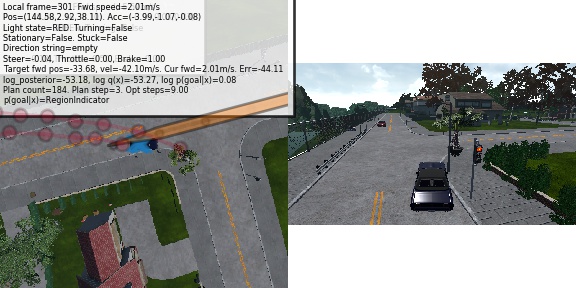 Local frame=301. Fwd speed=2.01m/s
Pos=(144.58,2.92,38.11). Acc=(-3.99,-1.07,-0.08)
Light state=RED. Turning=False
Stationary=False. Stuck=False
Direction string=empty
Steer=-0.04, Throttle=0.00, Brake=1.00
Target fwd pos=-33.68, vel=-42.10m/s. Cur fwd=2.01m/s. Err=-44.11
log_posterior=-53.18, log q(x)=-53.27, log p(goal|x)=0.08
Plan count=184. Plan step=3. Opt steps=9.00
p(goal|x)=RegionIndicator